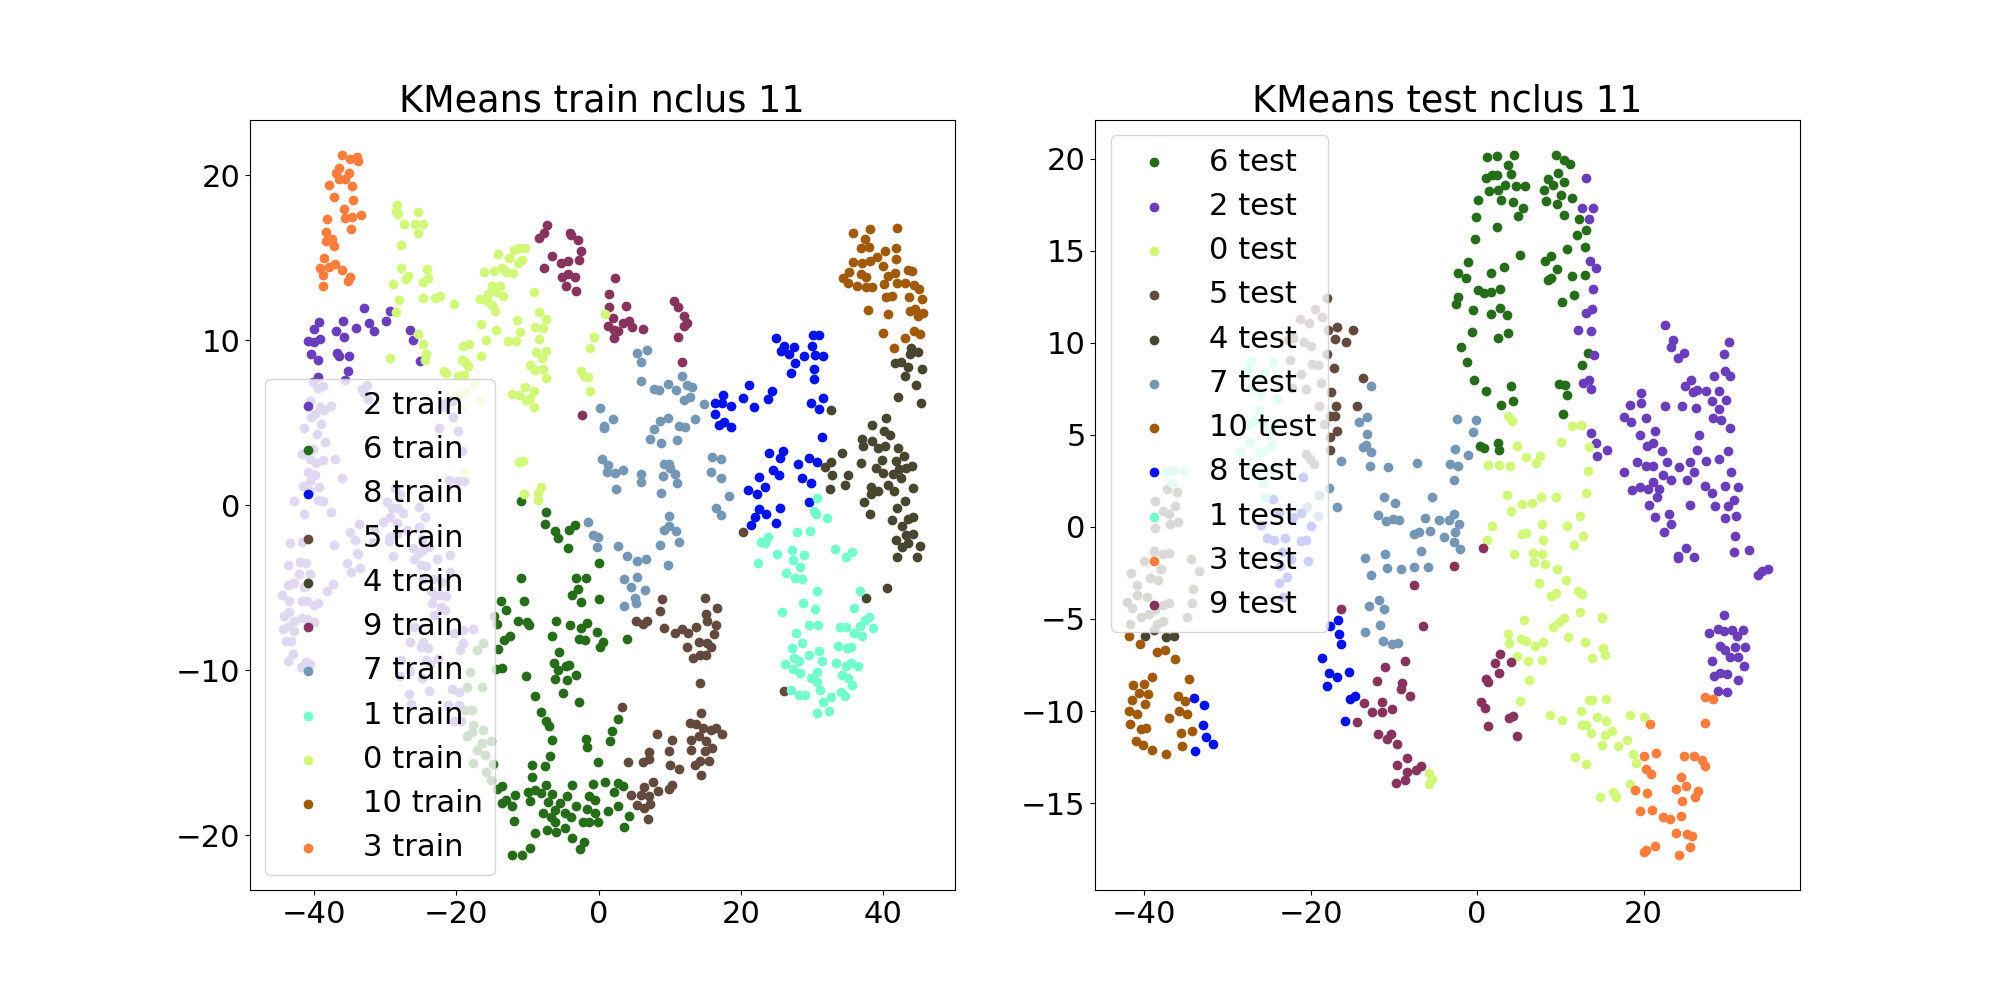 KMeans train nclus 11
20
10
0
−10
−20
−40
−20
0
20
40
2 train
6 train
8 train
5 train
4 train
9 train
7 train
1 train
0 train
10 train
3 train
KMeans test nclus 11
20
15
10
5
0
−5
−10
−15
−40
−20
0
20
6 test
2 test
0 test
5 test
4 test
7 test
10 test
8 test
1 test
3 test
9 test